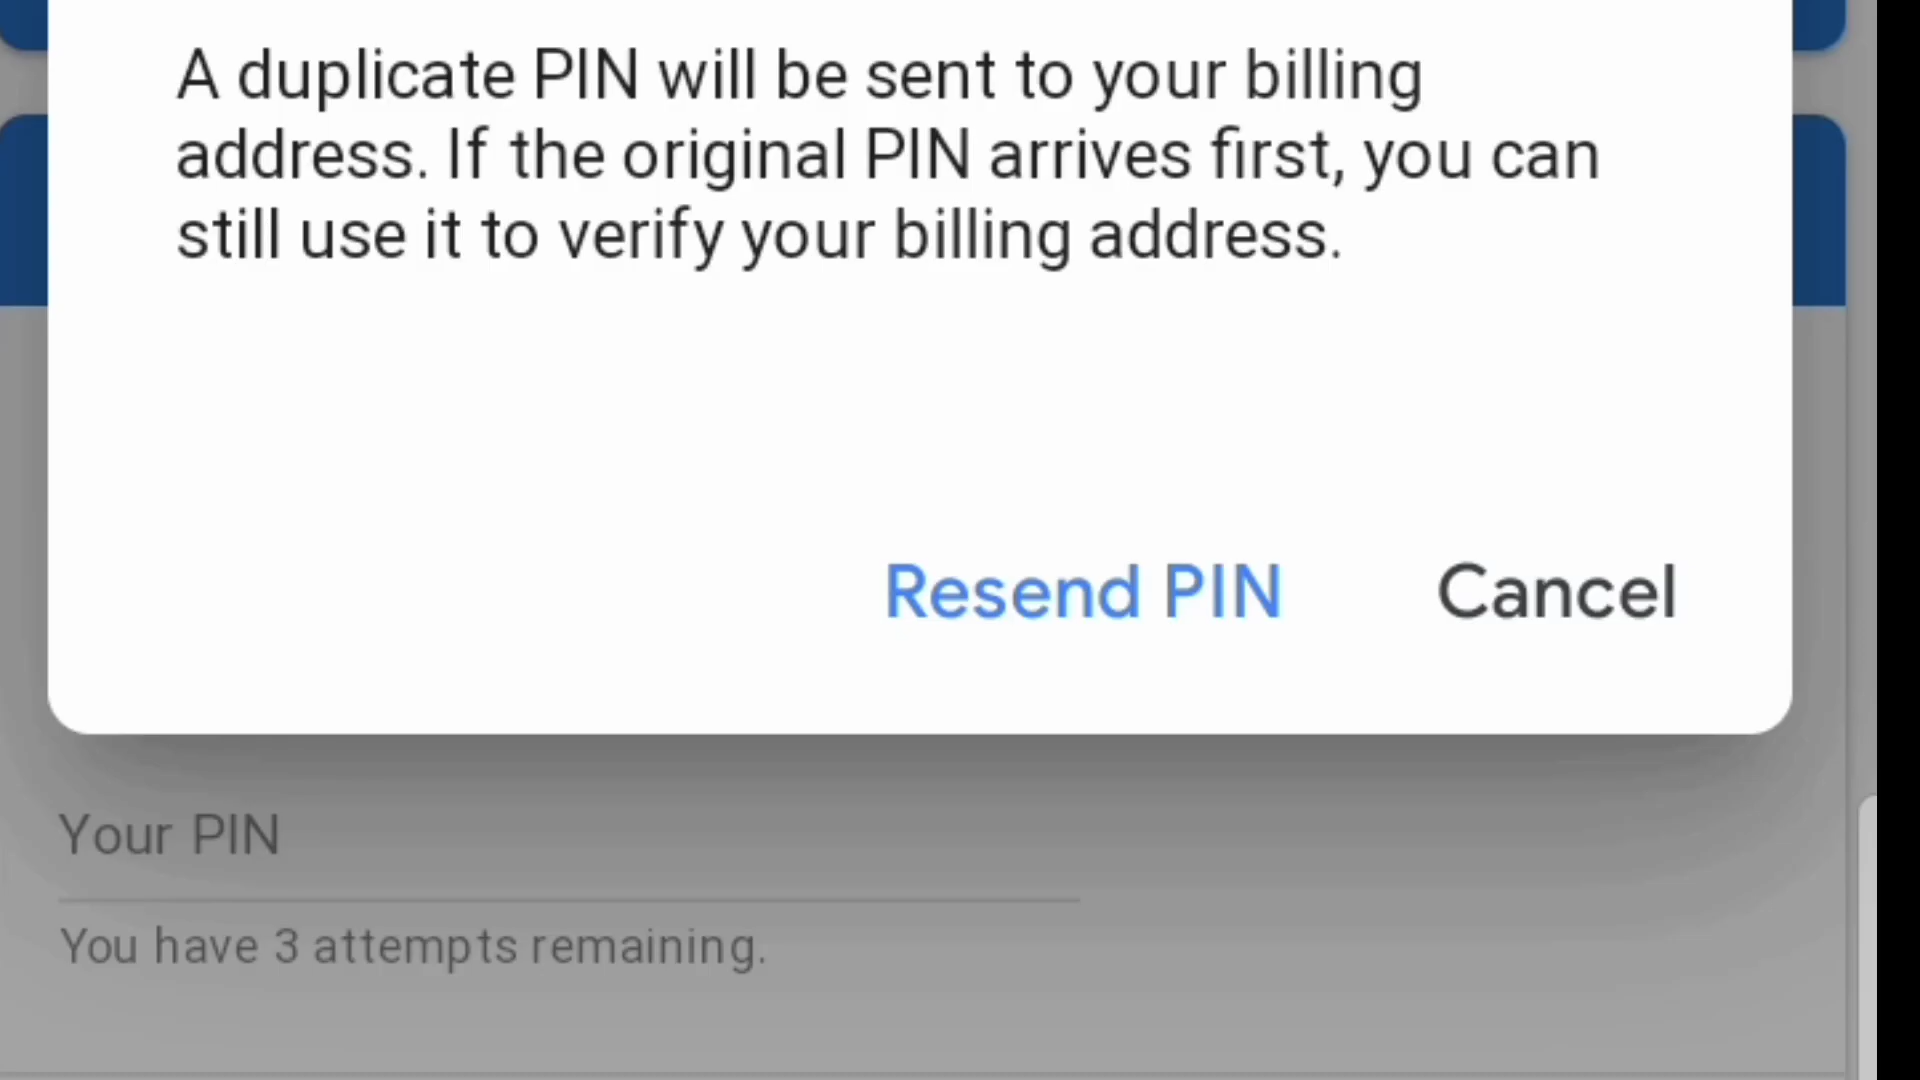 A duplicate PIN will be sent to your billing
address. If the original PIN arrives first, you can
still use it to verify your billing address.
Resend PIN Cancel
Your PIN
You have 3 attempts remaining.